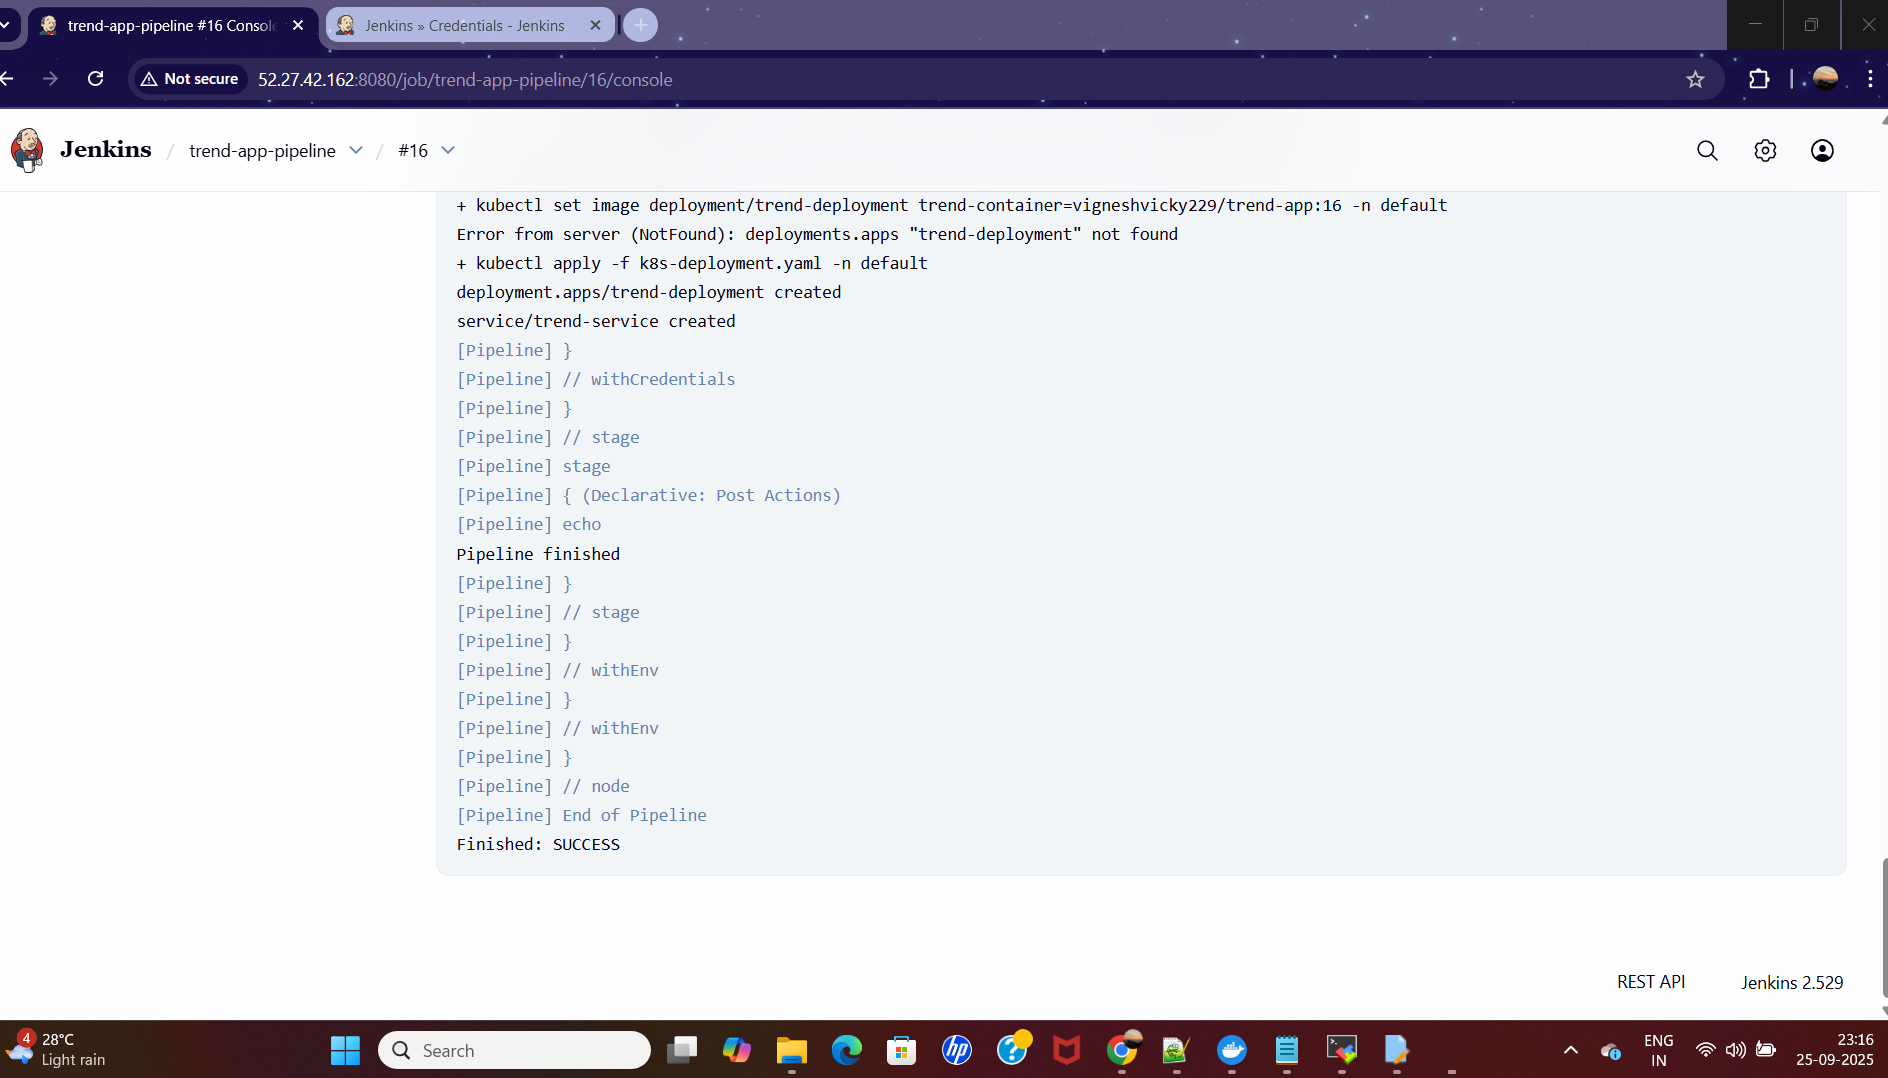 trend-app-pipeline #16 Conso
Jenkins » Credentials - Jenkins
Not secure
52.27.42.162:8080/job/trend-app-pipeline/16/console
Jenkins / trend-app-pipeline / #16
+ kubectl set image deployment/trend-deployment trend-container=vigneshvicky229/trend-app:16 -n default
Error from server (NotFound): deployments.apps "trend-deployment" not found
+ kubectl apply -f k8s-deployment.yaml -n default
deployment.apps/trend-deployment created
service/trend-service created
[Pipeline] }
[Pipeline] // withCredentials
[Pipeline] }
[Pipeline] // stage
[Pipeline] stage
[Pipeline] { (Declarative: Post Actions)
[Pipeline] echo
Pipeline finished
[Pipeline] }
[Pipeline] // stage
[Pipeline] }
[Pipeline] // withEnv
[Pipeline] }
[Pipeline] // withEnv
[Pipeline] }
[Pipeline] // node
[Pipeline] End of Pipeline
Finished: SUCCESS
REST API
Jenkins 2.529
4
28°C
Light rain
Search
hp
ENG
IN
23:16
25-09-2025